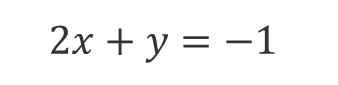 2x + y = −1